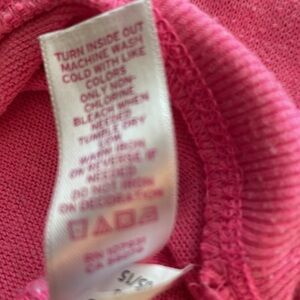 TURN INSIDE OUT
MACHINE WASH
COLD WITH LIKE
COLORS
ONLY NON-
CHLORINE
BLEACH WHEN
NEEDED
TUMBLE DRY
LOW
WARM IRON
ON REVERSE IF
NEEDED
DO NOT IRON
ON DECORATION